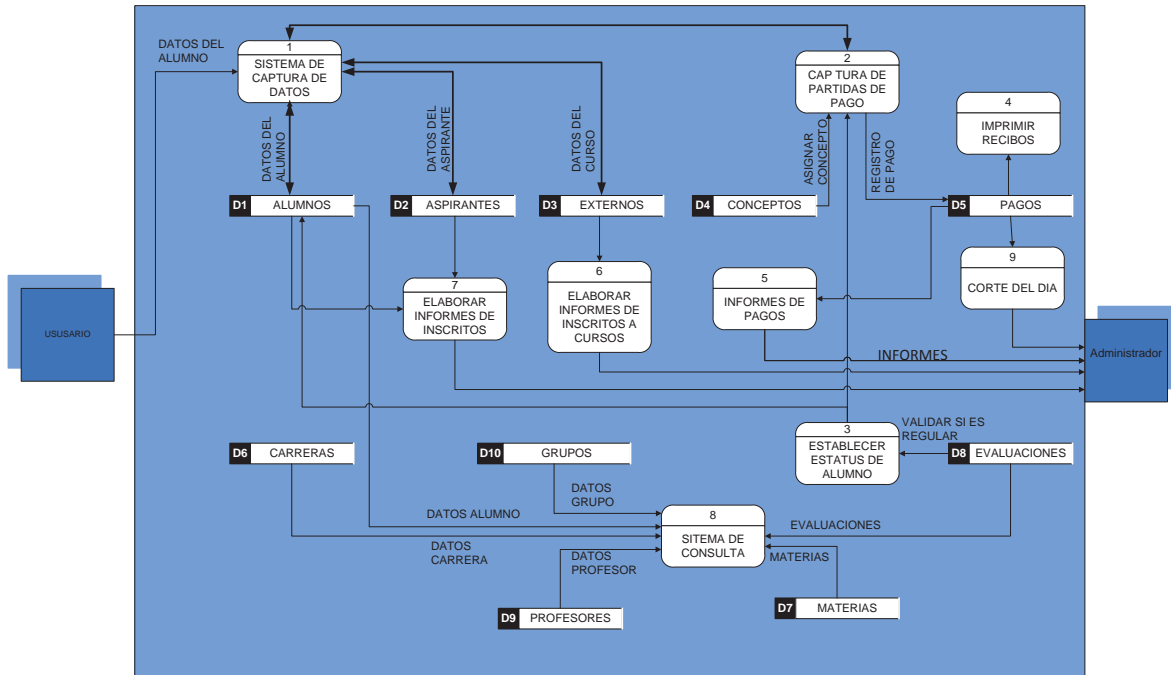 DATOS DEL
ALUMNO
1
SISTEMA DE
CAPTURA DE
DATOS
2
CAP TURA DE
PARTIDAS DE
PAGO
4
IMPRIMIR
RECIBOS
DATOS DEL
ALUMNO
DATOS DEL
ASPIRANTE
DATOS DEL
CURSO
ASIGNAR
CONCEPTO
REGISTRO
DE PAGO
D1 ALUMNOS
D2 ASPIRANTES
D3 EXTERNOS
D4 CONCEPTOS
D5 PAGOS
7
ELABORAR
INFORMES DE
INSCRITOS
6
ELABORAR
INFORMES DE
INSCRITOS A
CURSOS
5
INFORMES DE
PAGOS
9
CORTE DEL DIA
USUSARIO
INFORMES
Administrador
3
ESTABLECER
ESTATUS DE
ALUMNO
VALIDAR SI ES
REGULAR
D6 CARRERAS
D10 GRUPOS
D8 EVALUACIONES
DATOS
GRUPO
DATOS ALUMNO
DATOS
CARRERA
8
SITEMA DE
CONSULTA
EVALUACIONES
DATOS
PROFESOR
MATERIAS
D9 PROFESORES
D7 MATERIAS